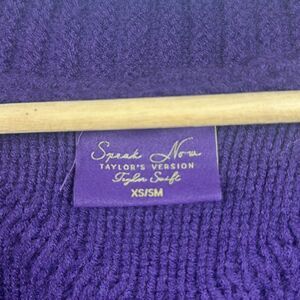 Speak Now
TAYLOR'S VERSION
Taylor Swift
XS/SM